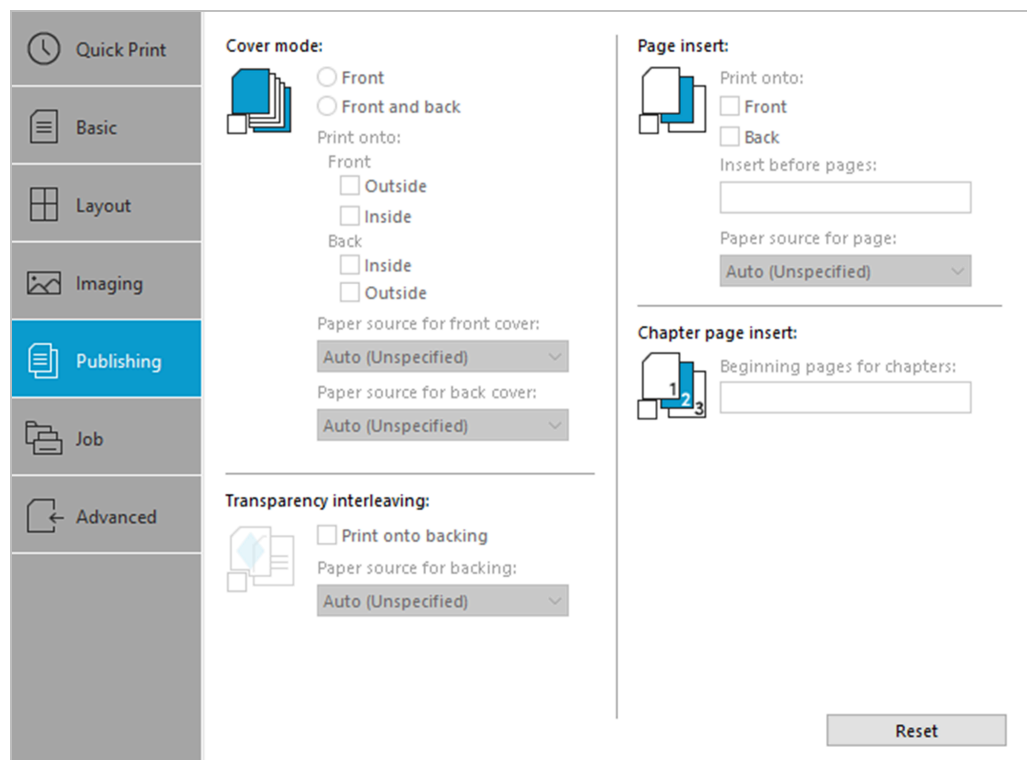 Quick Print
Basic
Layout
Imaging
Publishing
Job
Advanced
Cover mode:
Front
Front and back
Print onto:
Front
Outside
Inside
Back
Inside
Outside
Paper source for front cover:
Auto (Unspecified)
Paper source for back cover:
Auto (Unspecified)
Transparency interleaving:
Print onto backing
Paper source for backing:
Auto (Unspecified)
Page insert:
Print onto:
Front
Back
Insert before pages:
Paper source for page:
Auto (Unspecified)
Chapter page insert:
1
2
3
Beginning pages for chapters:
Reset